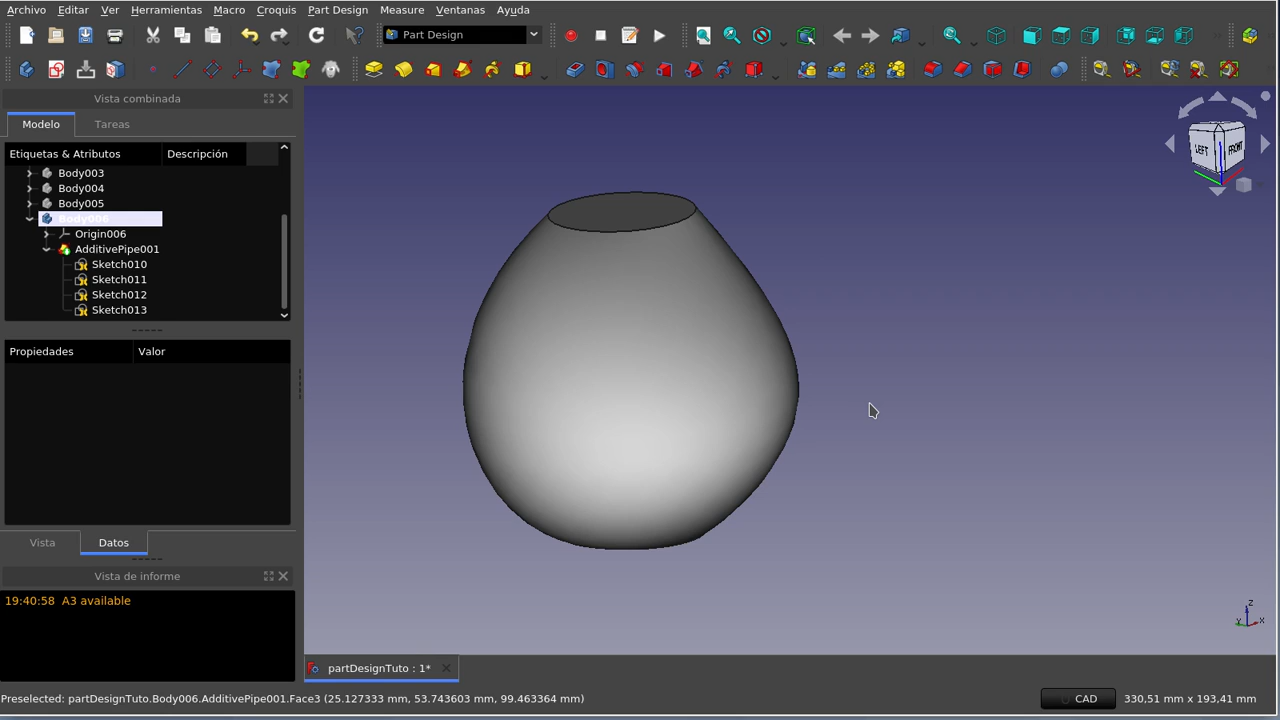 Archivo Editar Ver Herramientas Macro Croquis Part Design Measure Ventanas Ayuda
Part Design
Vista combinada
Modelo Tareas
Etiquetas & Atributos Descripción
Body003
Body004
Body005
Body006
Origin006
AdditivePipe001
Sketch010
Sketch011
Sketch012
Sketch013
Propiedades Valor
Vista Datos
Vista de informe
19:40:58 A3 available
LEFT FRONT
Z
Y X
partDesignTuto : 1*
Preselected: partDesignTuto.Body006.AdditivePipe001.Face3 (25.127333 mm, 53.743603 mm, 99.463364 mm)
CAD 330,51 mm x 193,41 mm